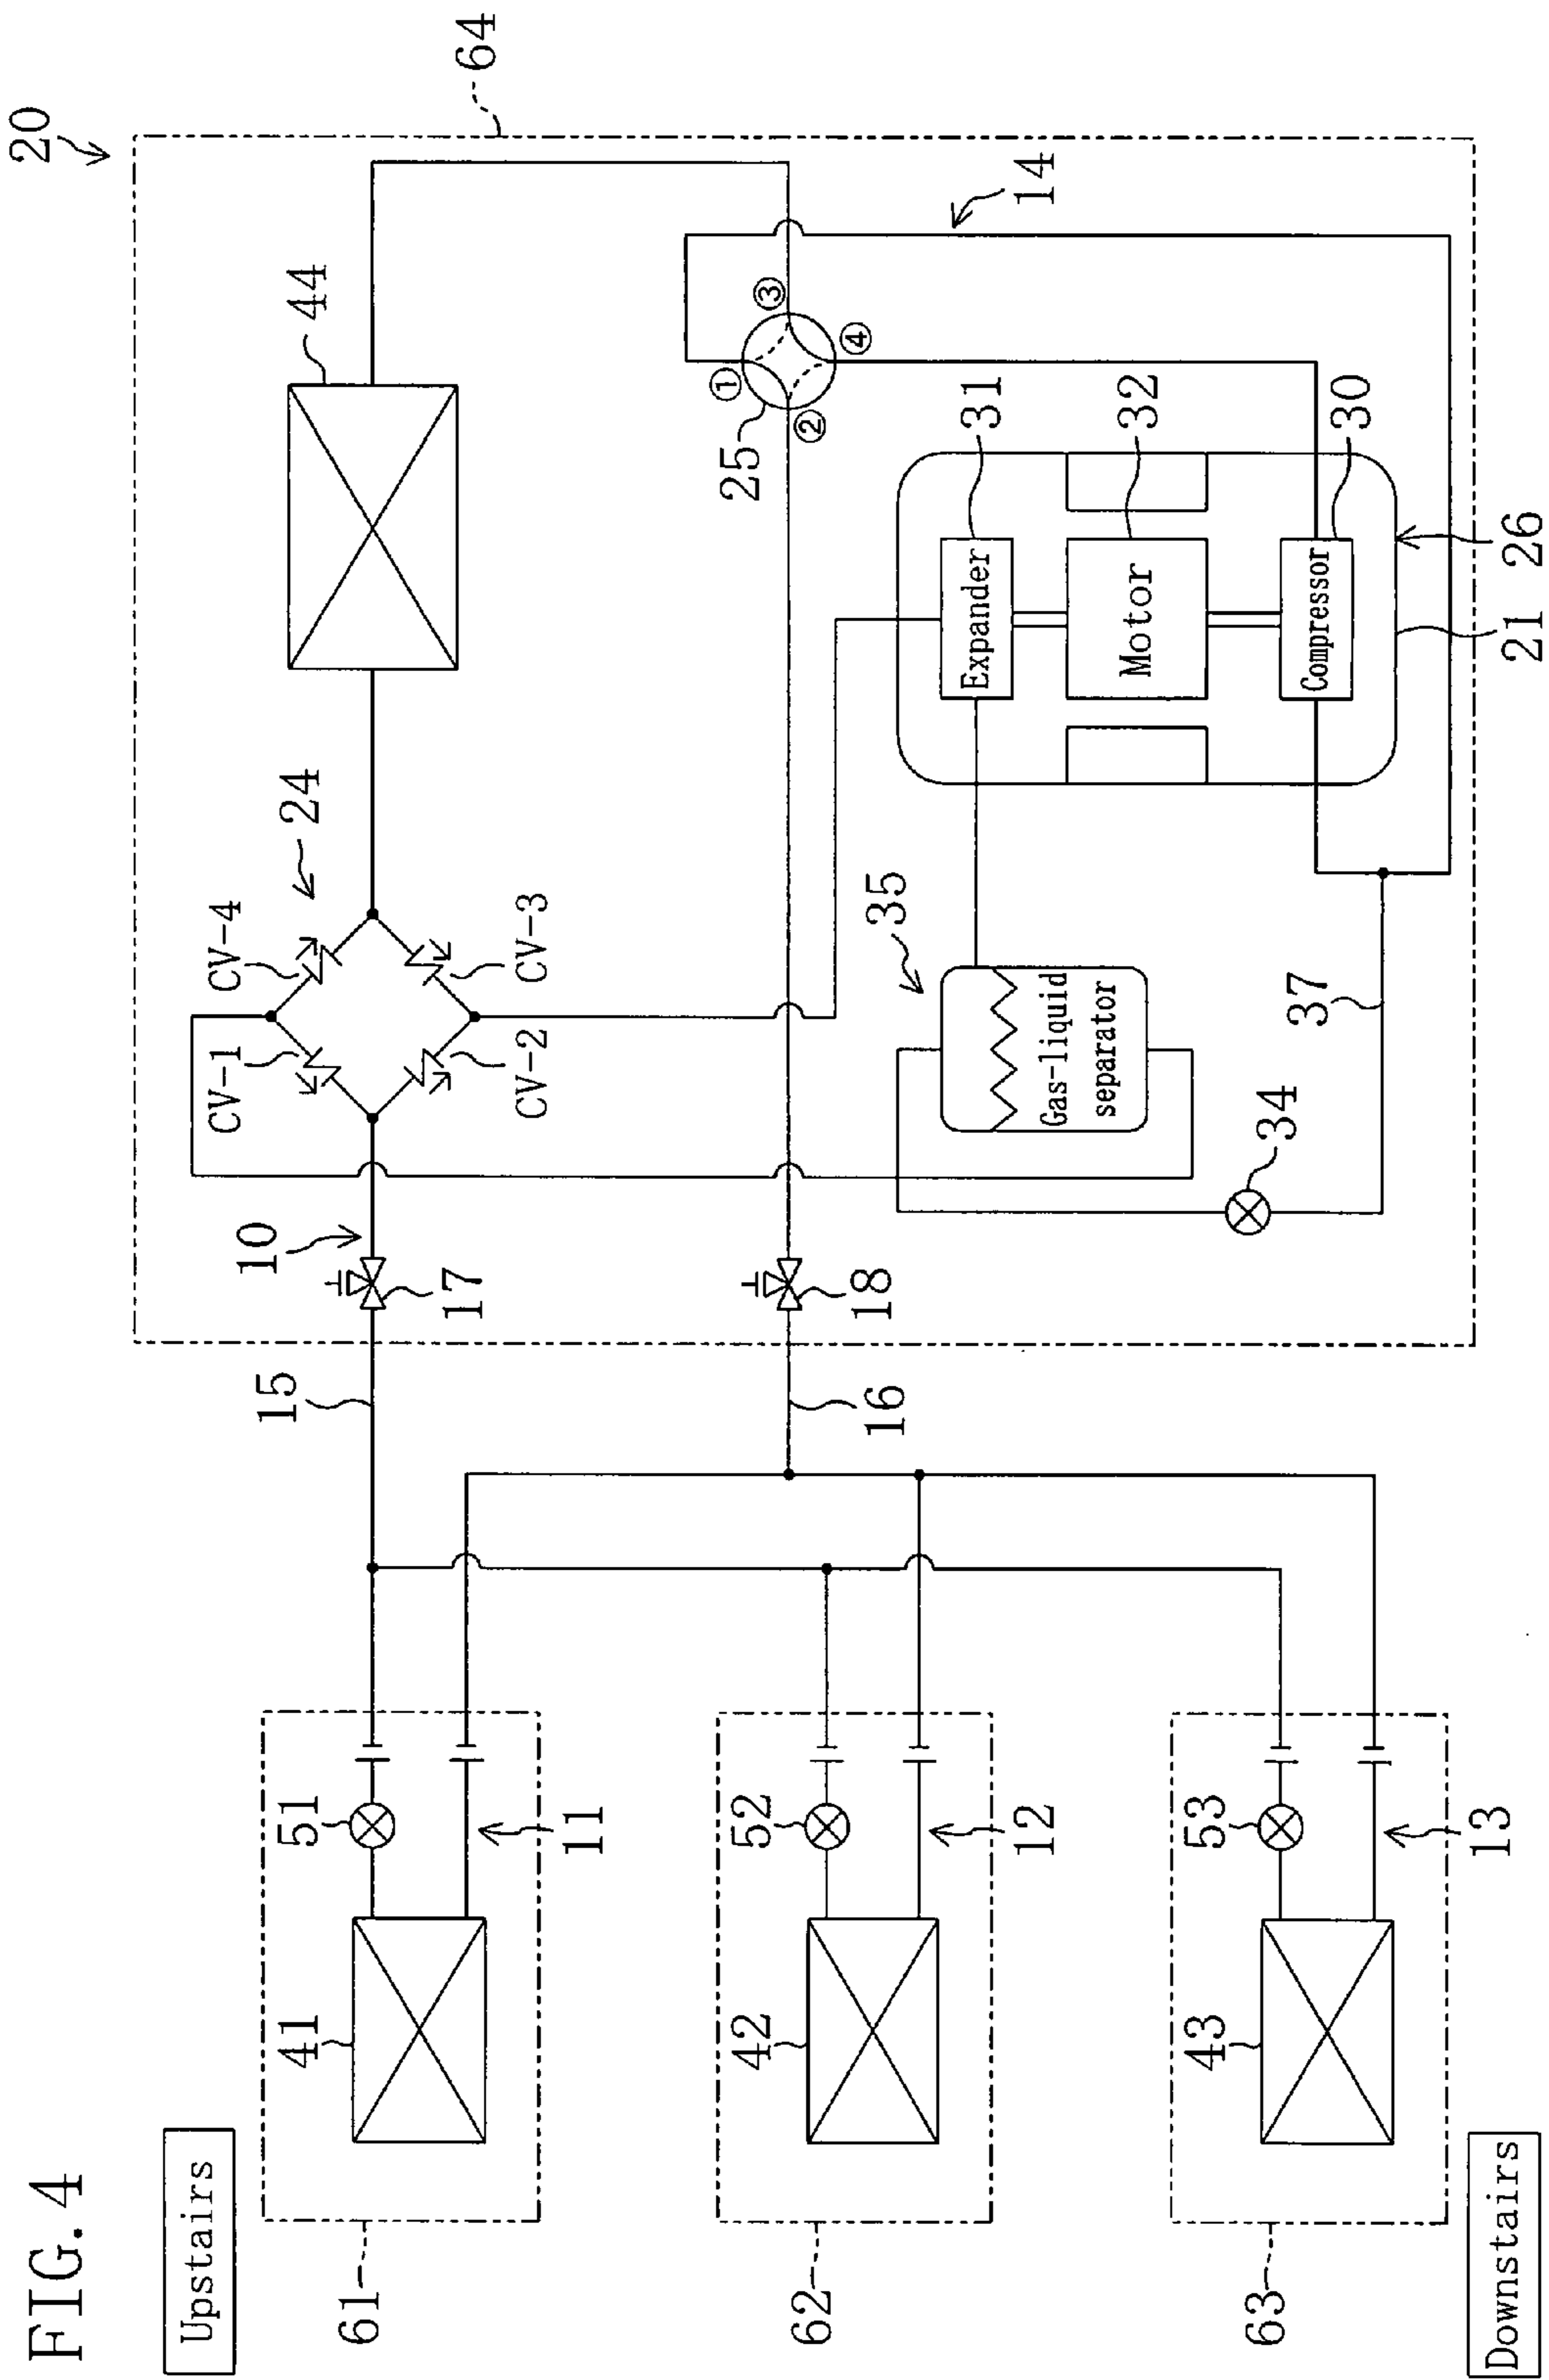 FIG. 4
Upstairs
61
41
51
11
62
42
52
12
63
43
53
13
Downstairs
15
16
10
17
18
20
64
24
CV-1
CV-4
CV-2
CV-3
44
25
①
②
③
④
14
35
Gas-liquid
separator
34
37
31
Expander
32
Motor
30
Compressor
21
26